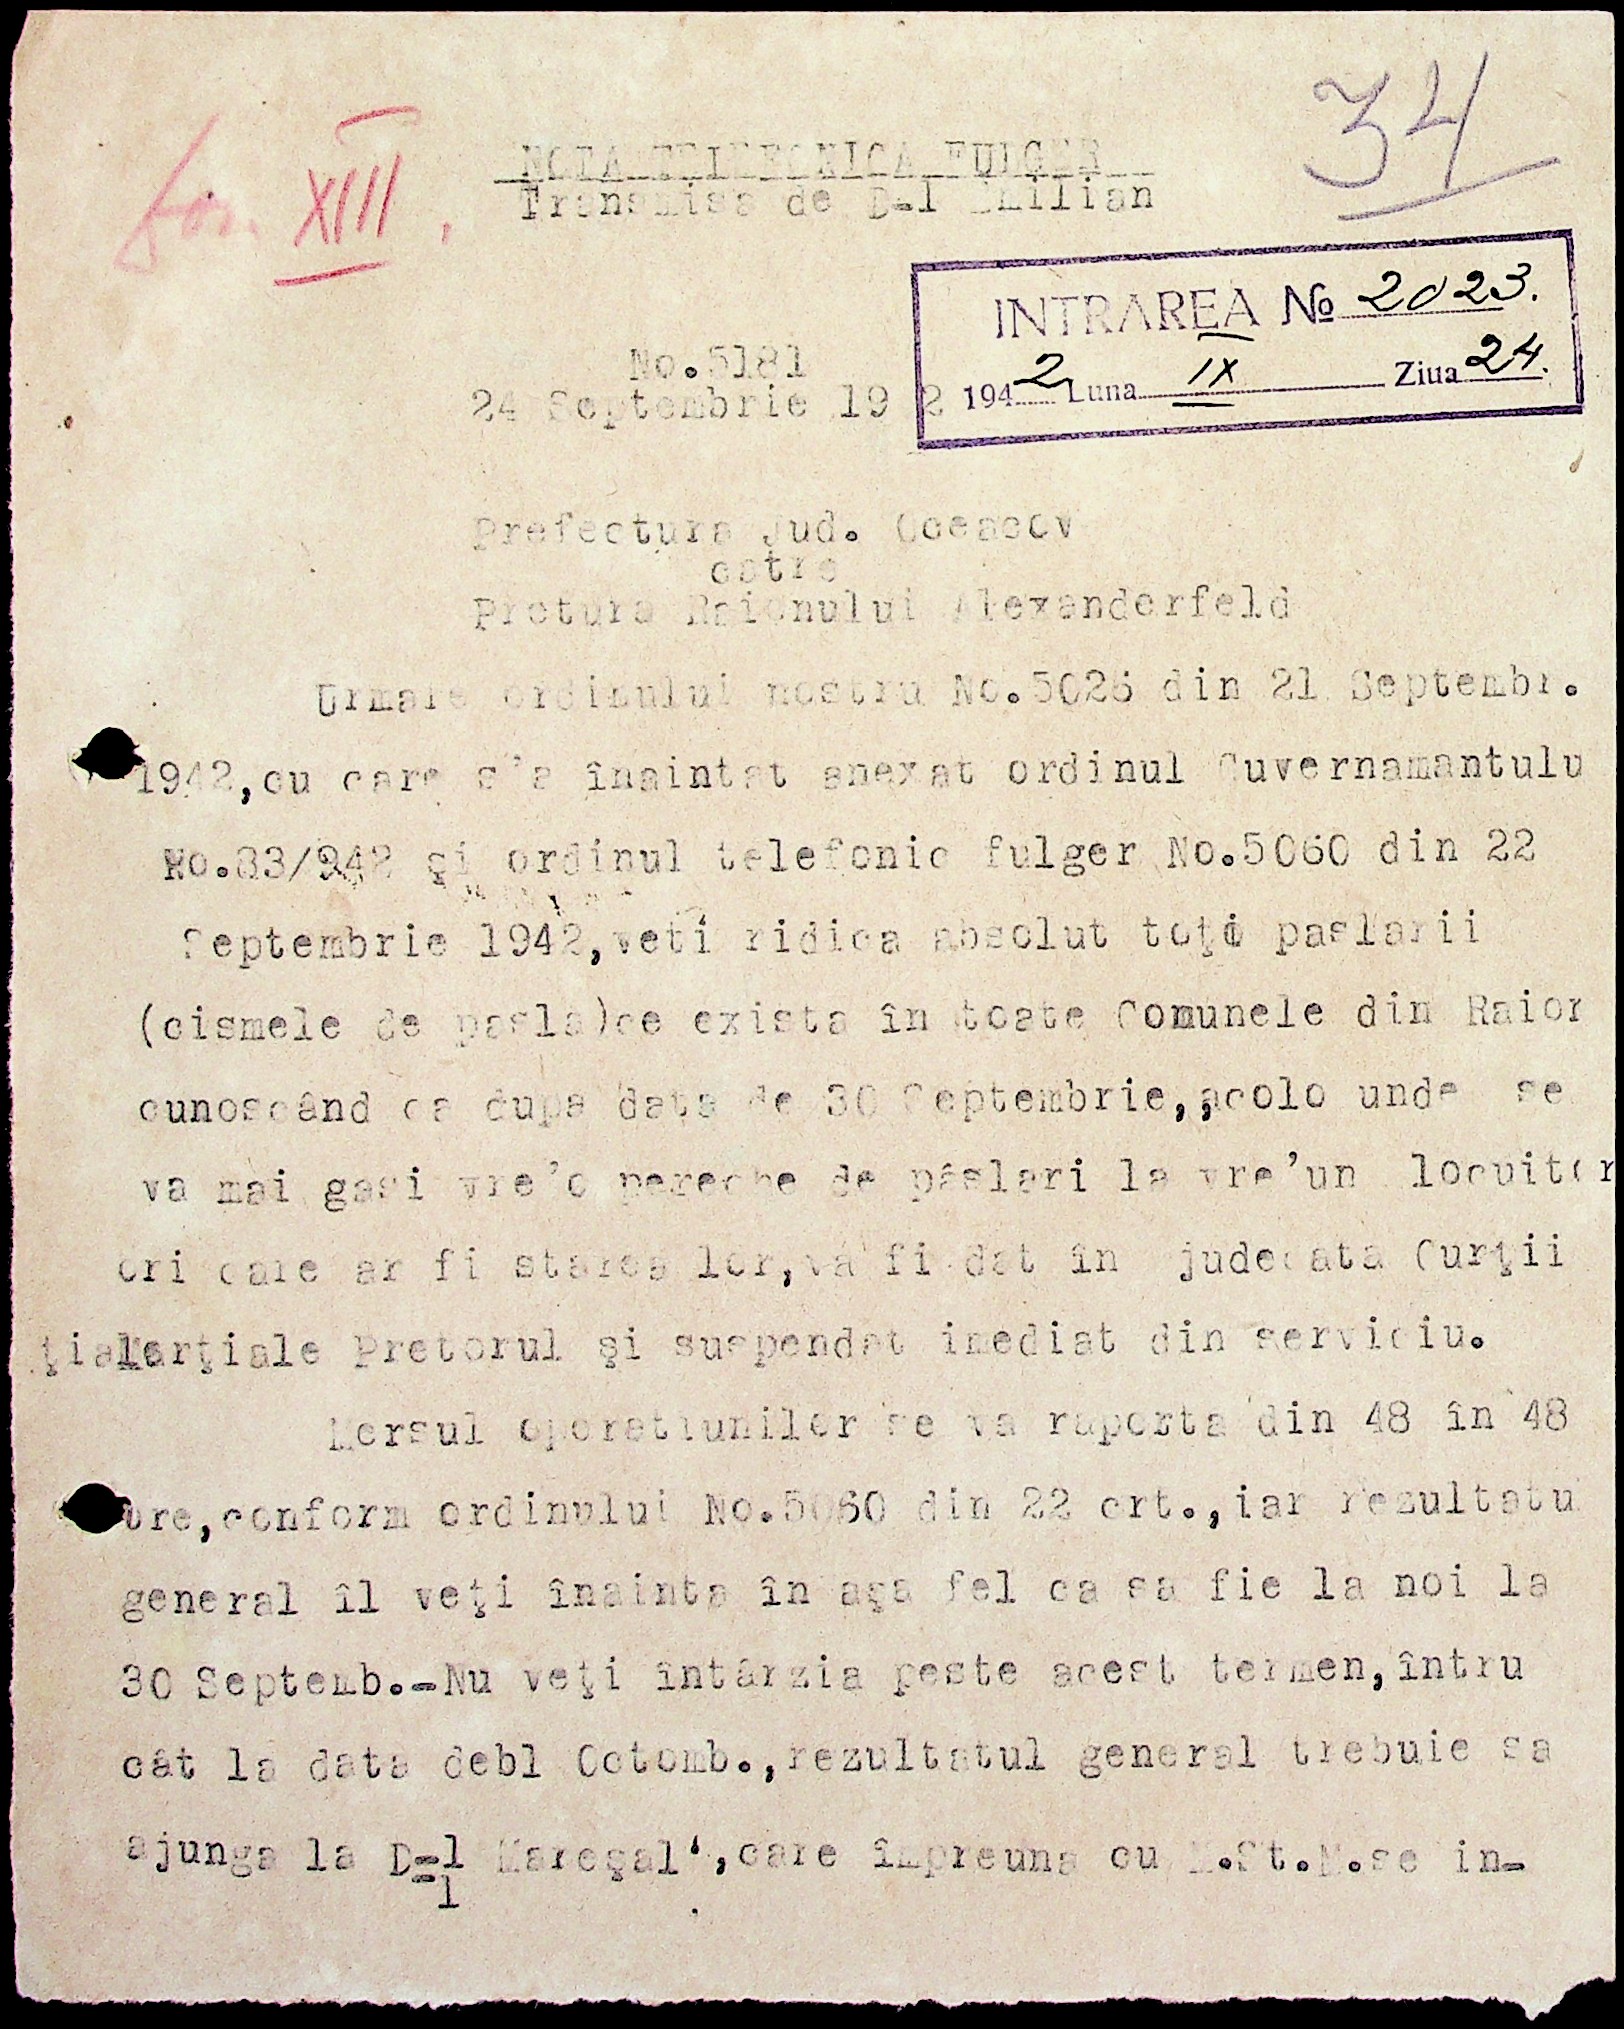 34
XIII.
NOTA TELEFONICA FULGER
Transmisa de D-l Emilian
INTRAREA № 2023.
1942 Luna IX Ziua 24.
No.5181
24 Septembrie 19 2
Prefectura Jud. Oceacov
catre
Pretura Raionului Alexanderfeld
Urmare ordinului nostru No.5026 din 21 Septembr.
1942,cu care s'a înaintat anexat ordinul Guvernamantulu
No.83/942 şi ordinul telefonic fulger No.5060 din 22
Septembrie 1942,veti ridica absolut toţi paslarii
(cismele de pasla)ce exista în toate Comunele din Raion
cunoscând ca dupa data de 30 Septembrie,,acolo unde se
va mai gasi vre'o pereche de pâslari la vre'un locuitor
ori care ar fi starea lor,va fi dat în judecata Curţii
Marţiale Pretorul şi suspendat imediat din serviciu.
Mersul operatiunilor se va raporta din 48 în 48
ore,conform ordinului No.5060 din 22 crt.,iar rezultatu
general îl veţi înainta în aşa fel ca sa fie la noi la
30 Septemb.-Nu veţi întârzia peste acest termen,întru
cât la data debl Octomb.,rezultatul general trebuie sa
ajunga la D-l Mareşal',care împreuna cu M.St.M.se in-